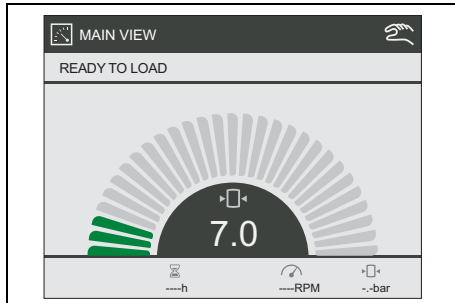 MAIN VIEW
READY TO LOAD
7.0
----h ----RPM -.-bar